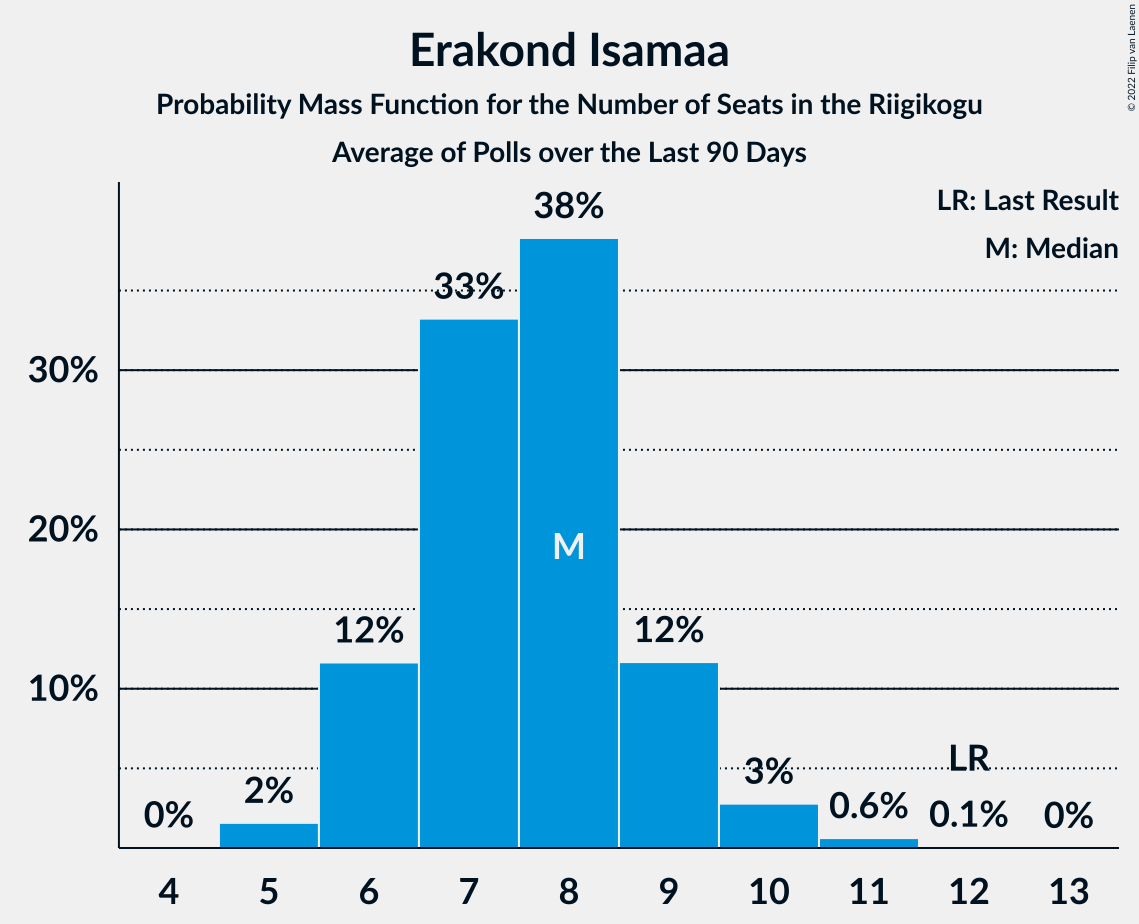 Erakond Isamaa
Probability Mass Function for the Number of Seats in the Riigikogu
Average of Polls over the Last 90 Days
© 2022 Filip van Laenen
LR: Last Result
M: Median
38%
33%
30%
20%
M
12%
12%
10%
LR
3%
2%
0.6%
0.1%
0%
0%
4 5 6 7 8 9 10 11 12 13